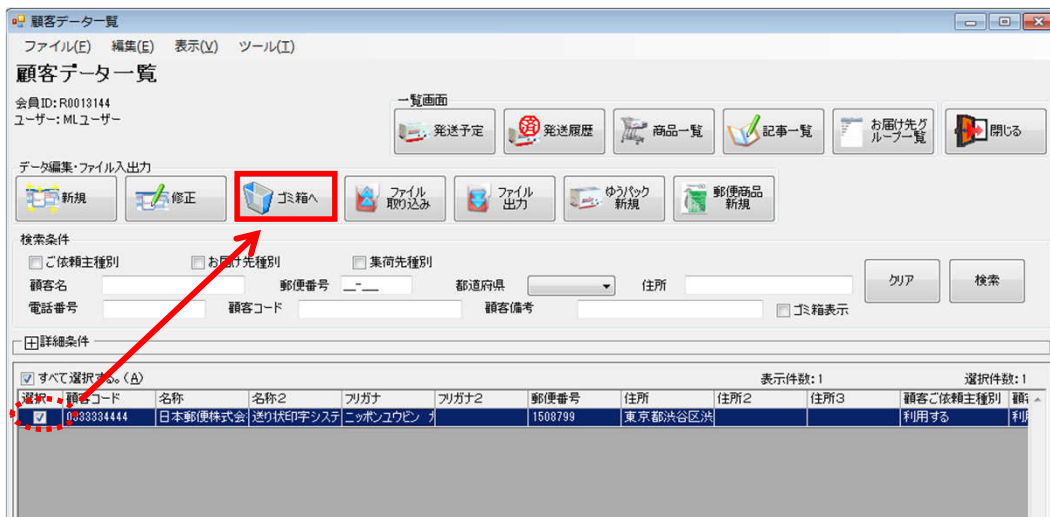 顧客データ一覧
ファイル(F) 編集(E) 表示(V) ツール(T)
顧客データ一覧
会員ID: R0013144
ユーザー: MLユーザー
一覧画面
発送予定 発送履歴 商品一覧 記事一覧 お届け先グループ一覧 閉じる
データ編集・ファイル入出力
新規 修正 ゴミ箱へ ファイル取り込み ファイル出力 ゆうパック新規 郵便商品新規
検索条件
ご依頼主種別 お届け先種別 集荷先種別
顧客名 郵便番号 __-__ 都道府県 住所 クリア 検索
電話番号 顧客コード 顧客備考 ゴミ箱表示
詳細条件
すべて選択する。(A) 表示件数: 1 選択件数: 1
選択 顧客コード 名称 名称2 フリガナ フリガナ2 郵便番号 住所 住所2 住所3 顧客ご依頼主種別
0333334444 日本郵便株式会 送り状印字システ ニッポンユウビン 1508799 東京都渋谷区渋 利用する